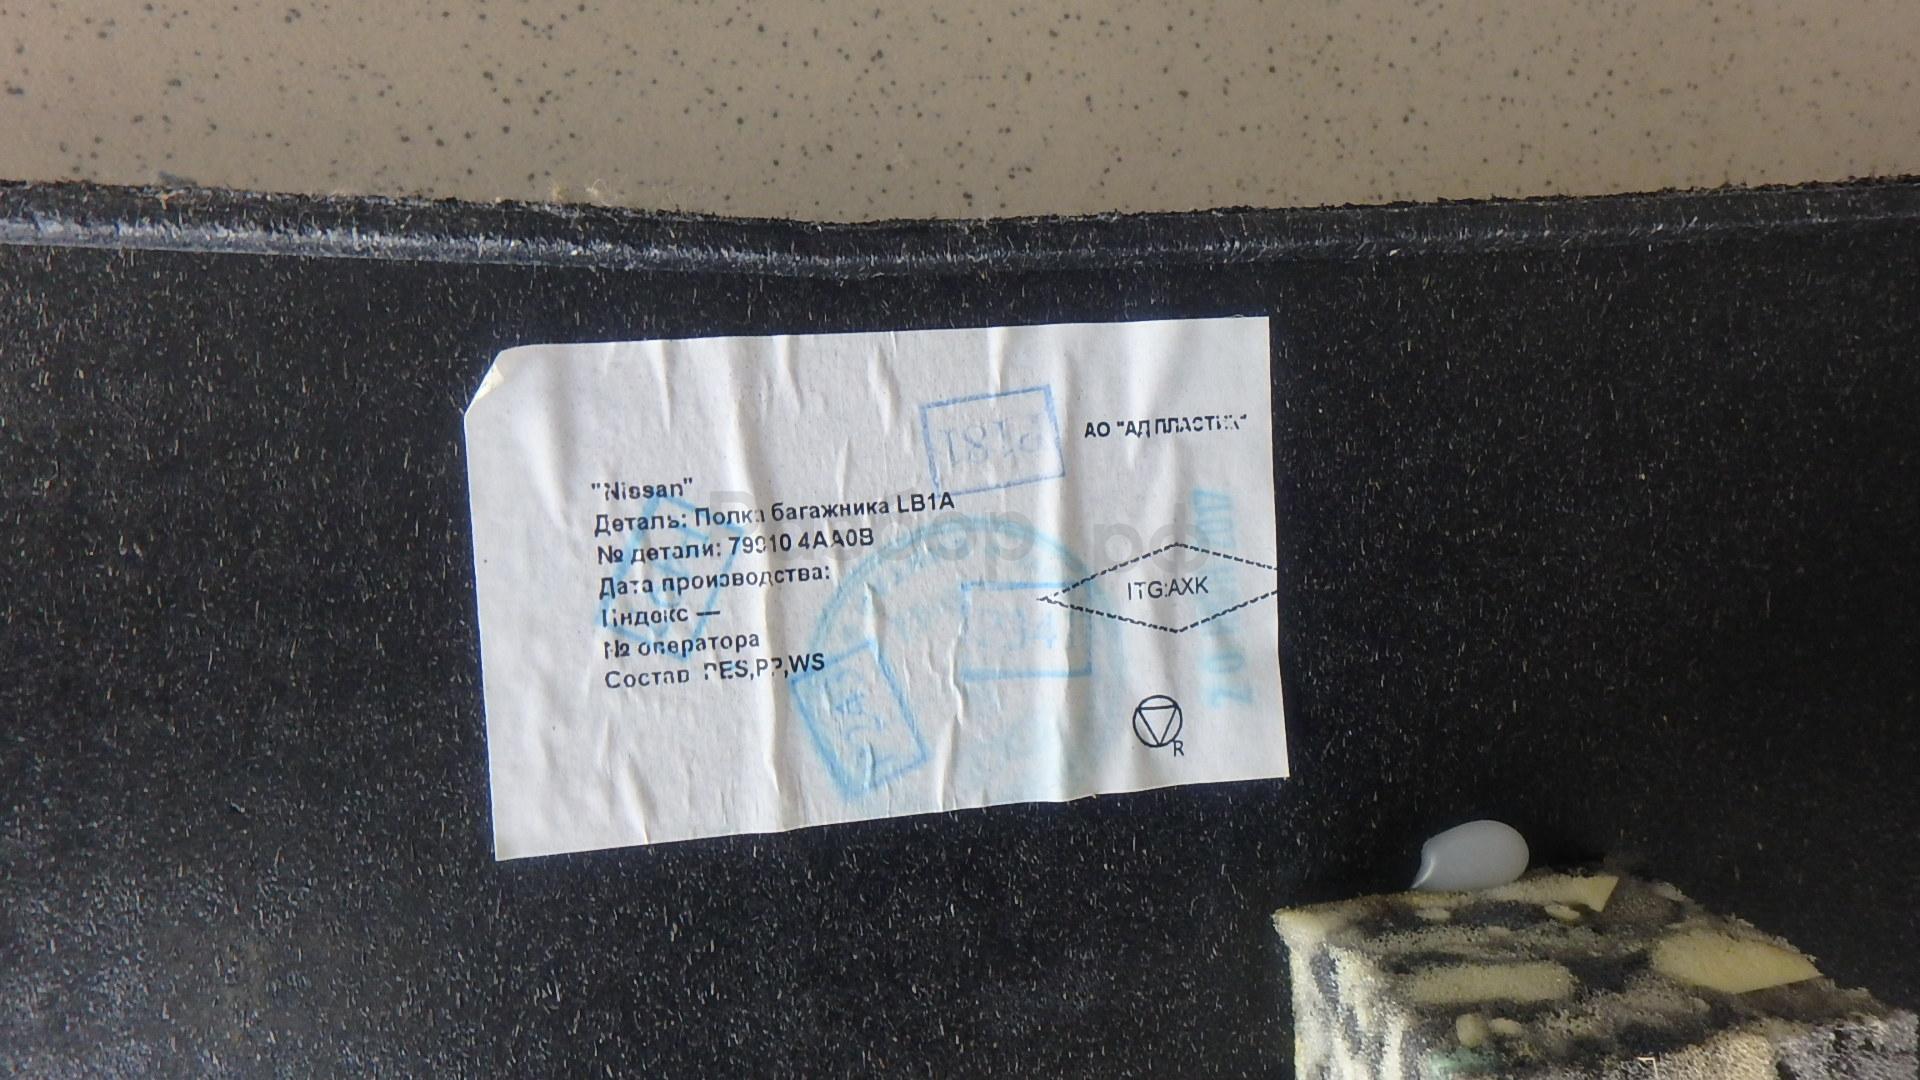 АО "АД ПЛАСТИК"
"Nissan"
Деталь: Полка багажника LB1A
№ детали: 79910 4AA0B
Дата производства:
Индекс —
№ оператора
Состав PES,PP,WS
ITG:AXK
R